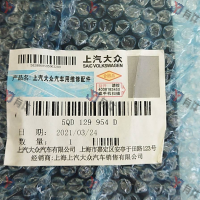 上汽大众
SAIC VOLKSWAGEN
产品名: 上汽大众汽车用维修配件
5QD 129 954 D
日期: 2021/03/24
数量:
上汽大众汽车有限公司 上海市嘉定区安亭于田路123号
经销商:上海上汽大众汽车销售有限公司